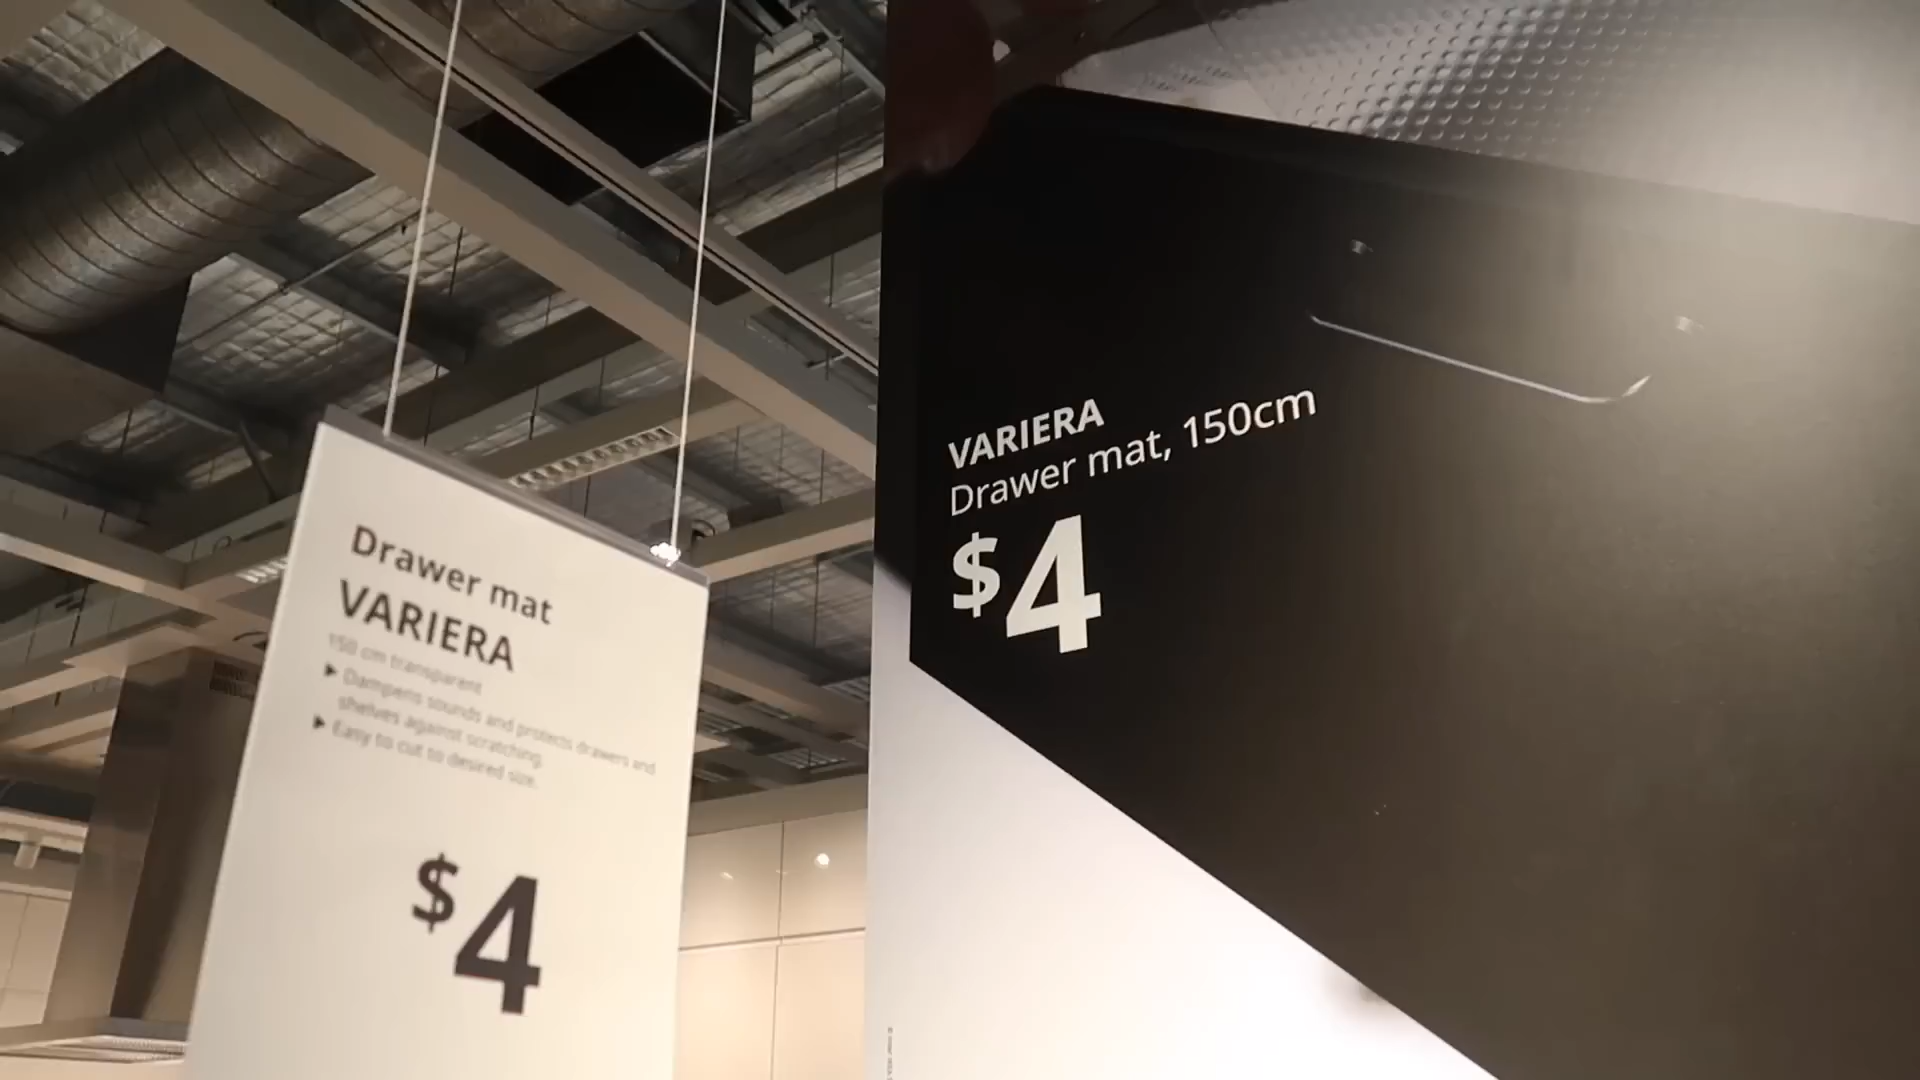 Drawer mat
VARIERA
150 cm transparent
▶ Dampens sounds and protects drawers and
shelves against scratching.
▶ Easy to cut to desired size.
$4
VARIERA
Drawer mat, 150cm
$4